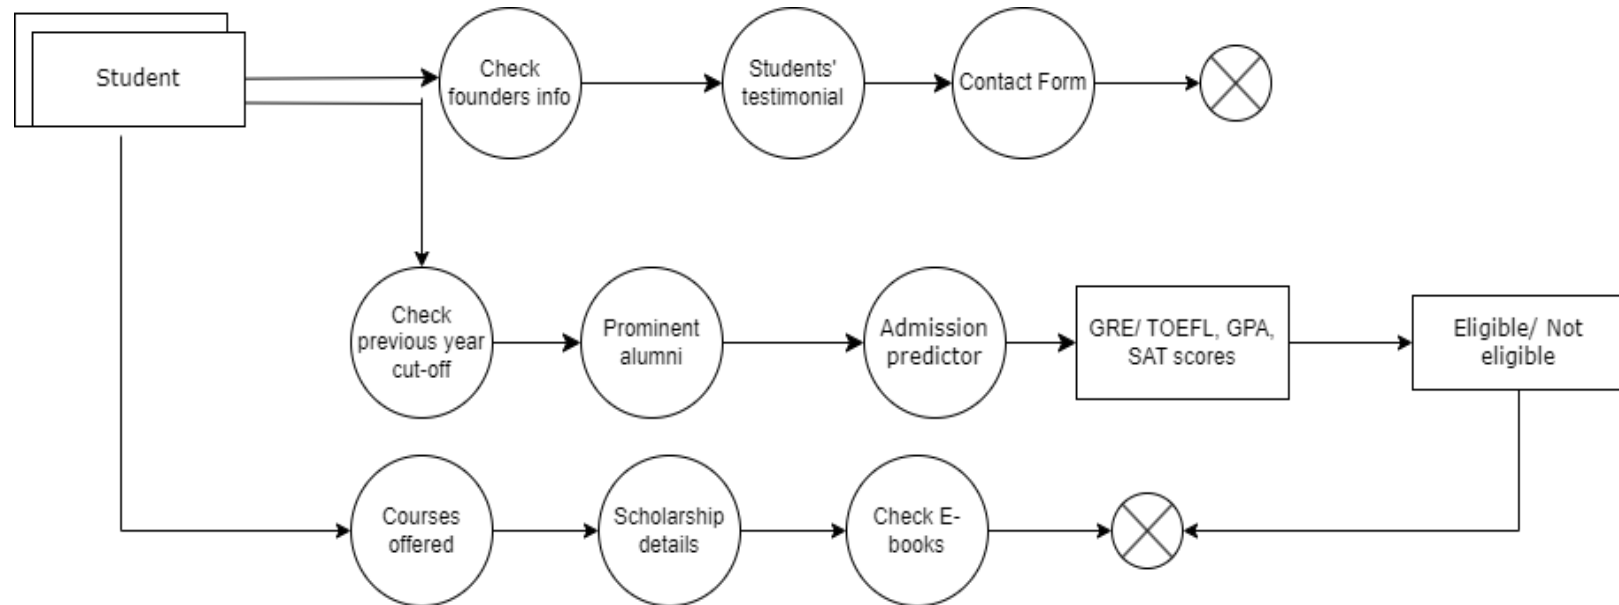 Student
Check
founders info
Students'
testimonial
Contact Form
Check
previous year
cut-off
Prominent
alumni
Admission
predictor
GRE/ TOEFL, GPA,
SAT scores
Eligible/ Not
eligible
Courses
offered
Scholarship
details
Check E-
books